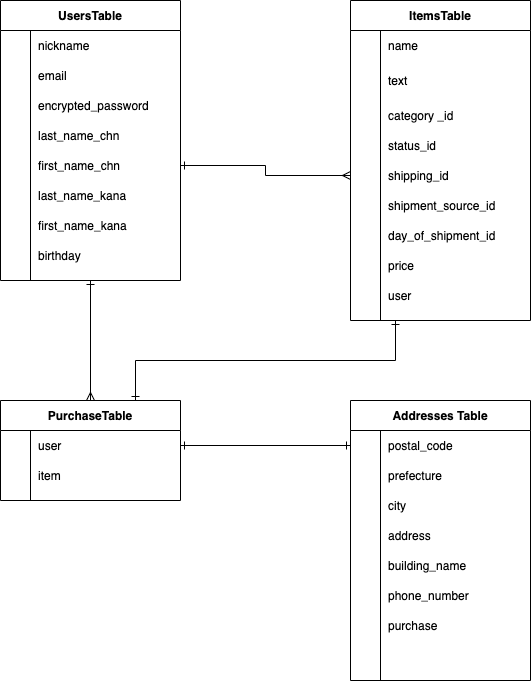 UsersTable
nickname
email
encrypted_password
last_name_chn
first_name_chn
last_name_kana
first_name_kana
birthday
ItemsTable
name
text
category _id
status_id
shipping_id
shipment_source_id
day_of_shipment_id
price
user
PurchaseTable
user
item
Addresses Table
postal_code
prefecture
city
address
building_name
phone_number
purchase